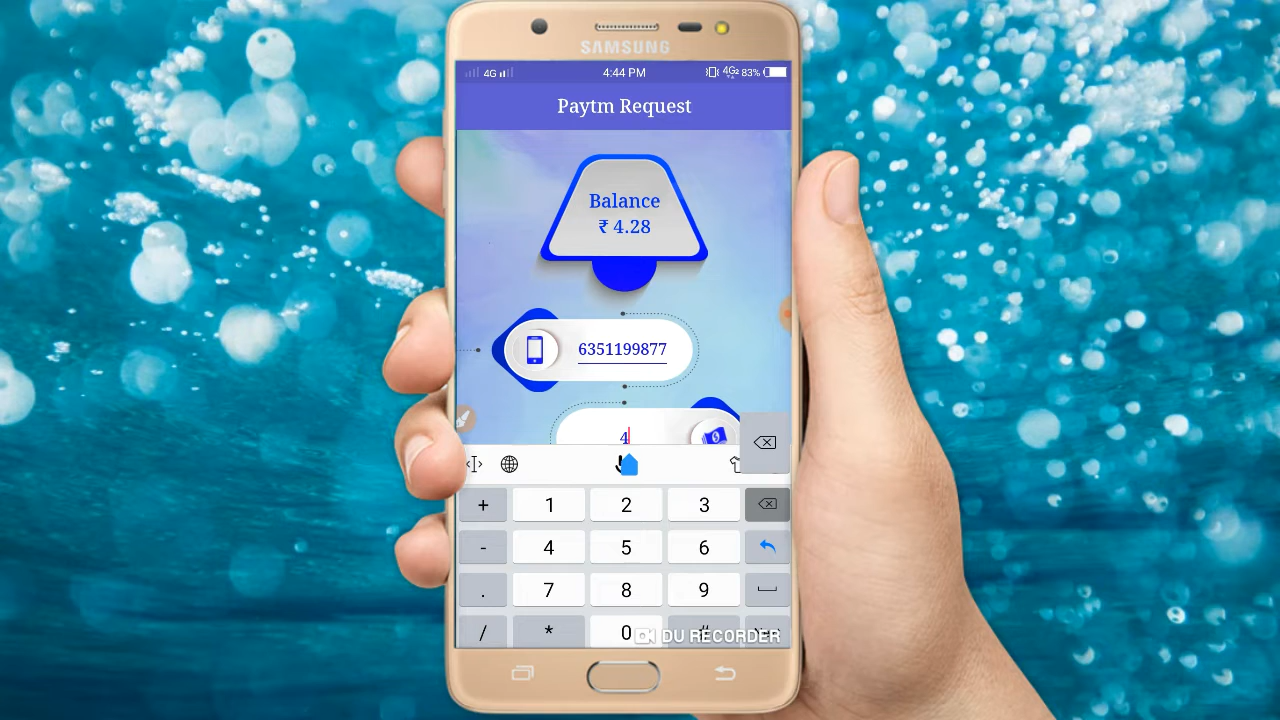 SAMSUNG
4G 4:44 PM 4G2 83%
Paytm Request
Balance
₹ 4.28
6351199877
4
+ 1 2 3
- 4 5 6
. 7 8 9
/ * 0 #
DU RECORDER